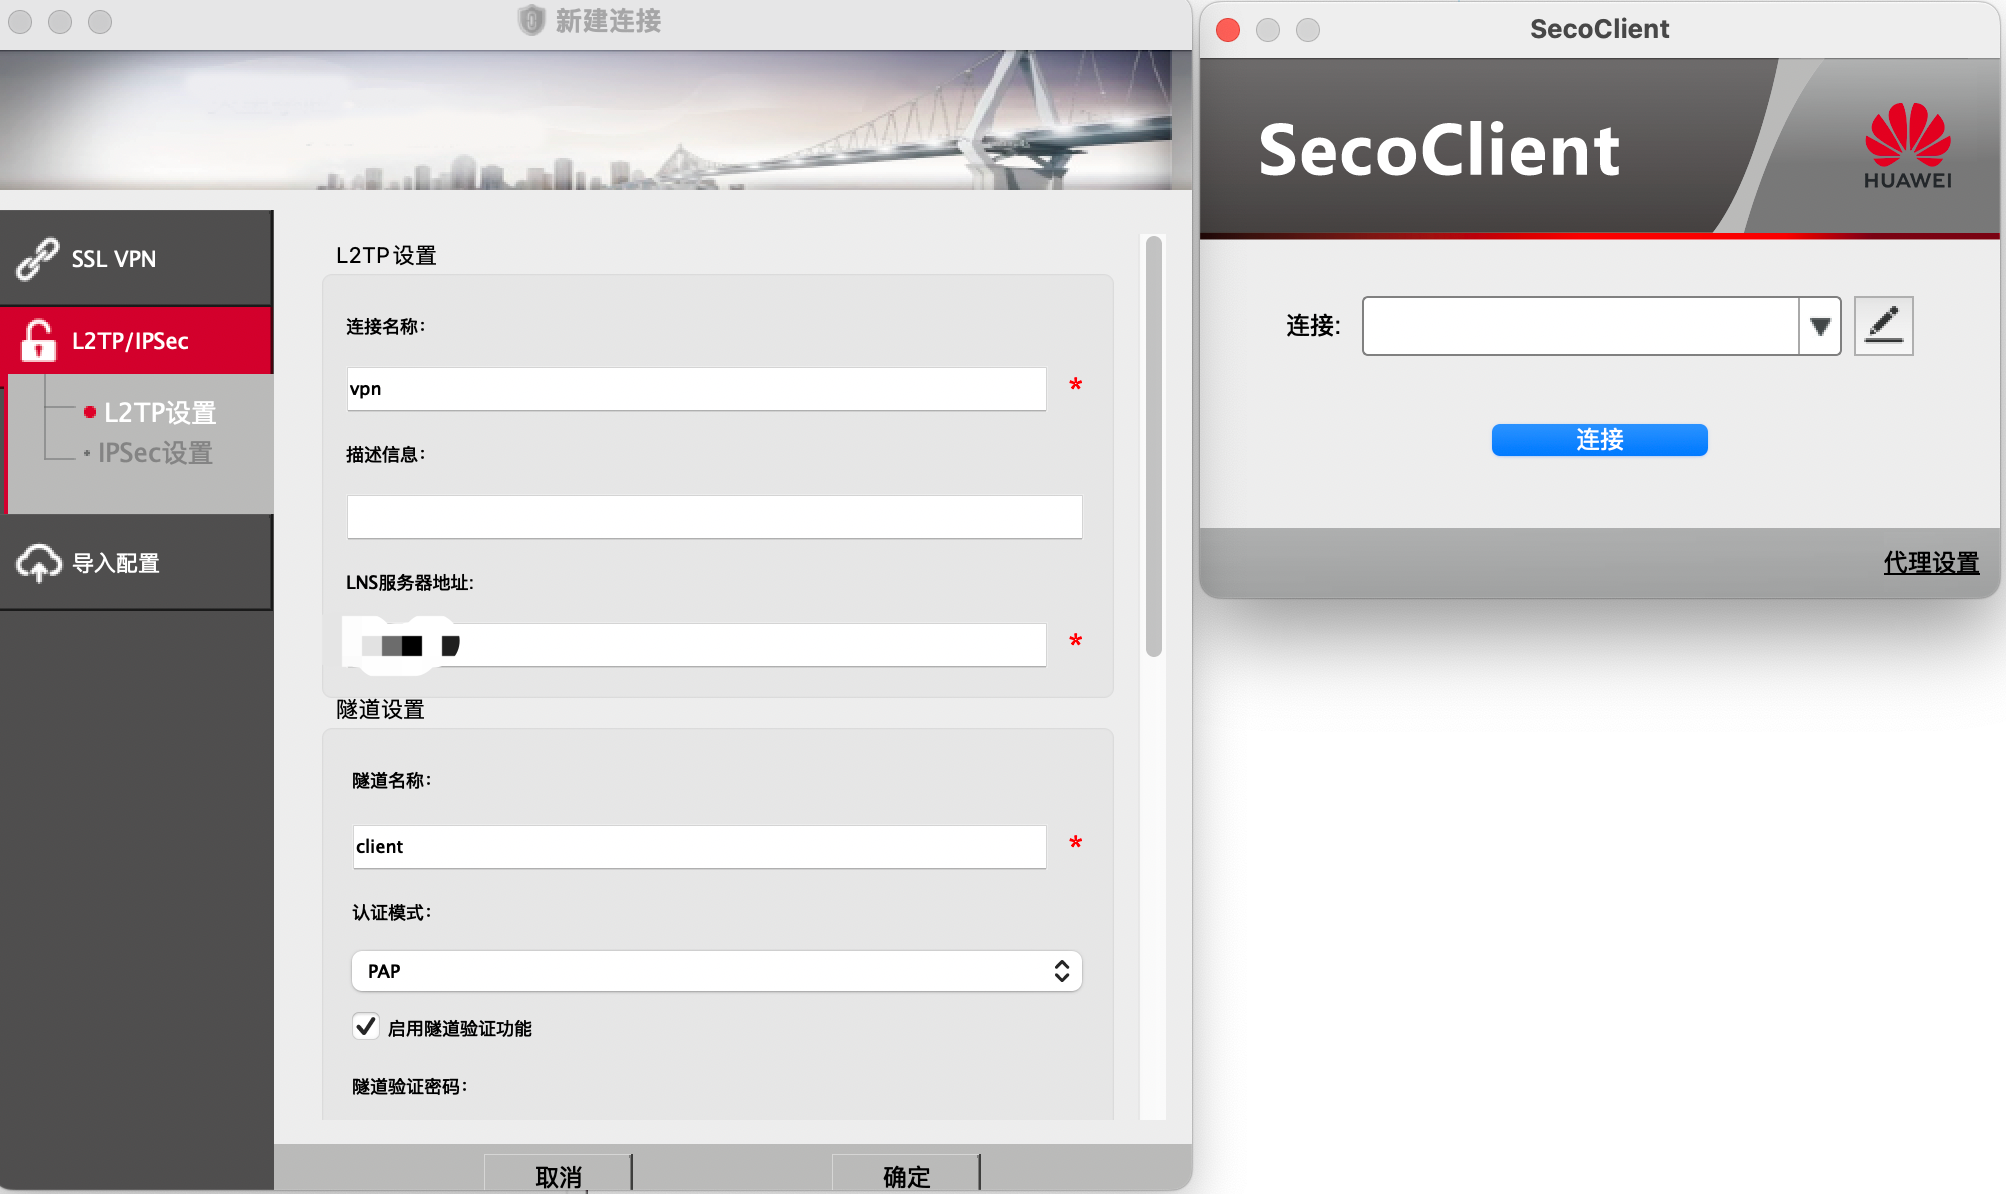 新建连接
SSL VPN
L2TP/IPSec
L2TP设置
IPSec设置
导入配置
L2TP设置
连接名称:
vpn
*
描述信息:
LNS服务器地址:
*
隧道设置
隧道名称:
client
*
认证模式:
PAP
启用隧道验证功能
隧道验证密码:
取消
确定
SecoClient
SecoClient
HUAWEI
连接:
连接
代理设置